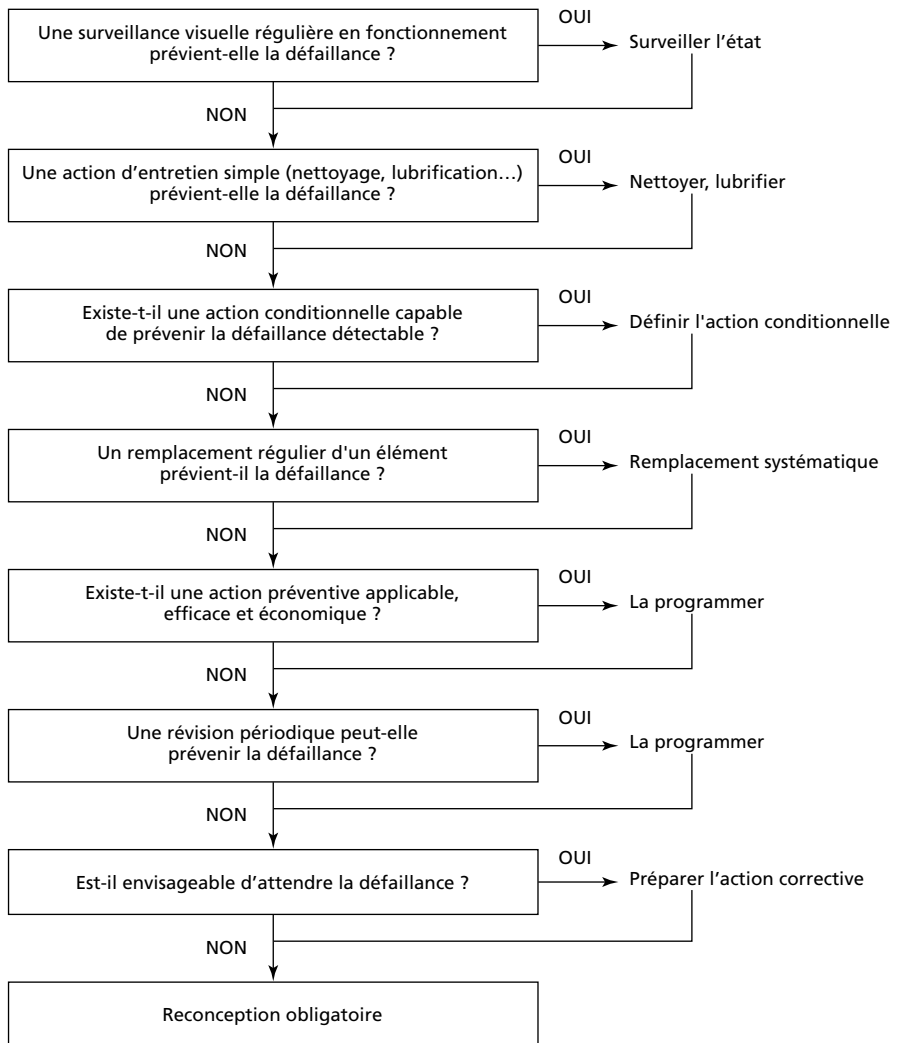 Une surveillance visuelle régulière en fonctionnement
prévient-elle la défaillance ?
OUI
Surveiller l’état
NON
Une action d’entretien simple (nettoyage, lubrification…)
prévient-elle la défaillance ?
OUI
Nettoyer, lubrifier
NON
Existe-t-il une action conditionnelle capable
de prévenir la défaillance détectable ?
OUI
Définir l'action conditionnelle
NON
Un remplacement régulier d'un élément
prévient-il la défaillance ?
OUI
Remplacement systématique
NON
Existe-t-il une action préventive applicable,
efficace et économique ?
OUI
La programmer
NON
Une révision périodique peut-elle
prévenir la défaillance ?
OUI
La programmer
NON
Est-il envisageable d’attendre la défaillance ?
OUI
Préparer l’action corrective
NON
Reconception obligatoire